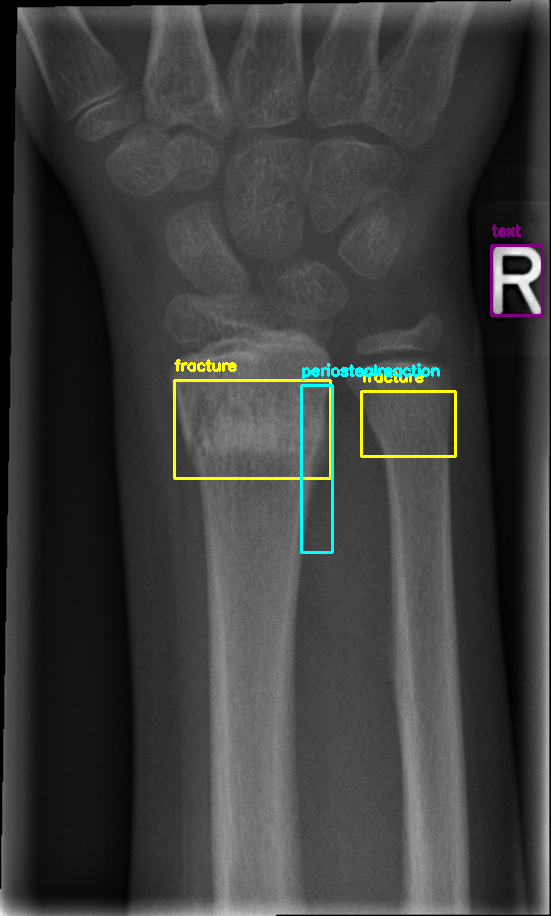 text
R
fracture
periostealreaction
fracture